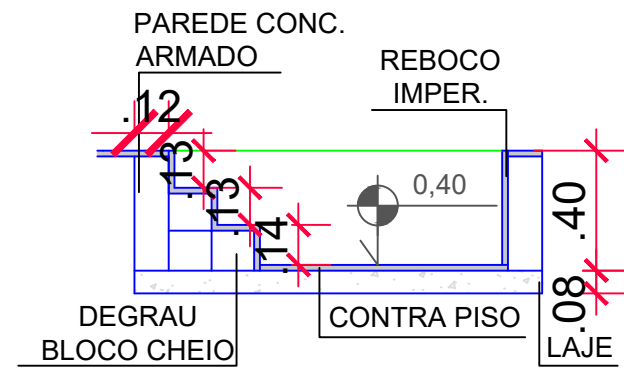 PAREDE CONC.
ARMADO
REBOCO
IMPER.
.12
.13
.13
.14
0,40
.40
.08
DEGRAU
BLOCO CHEIO
CONTRA PISO
LAJE